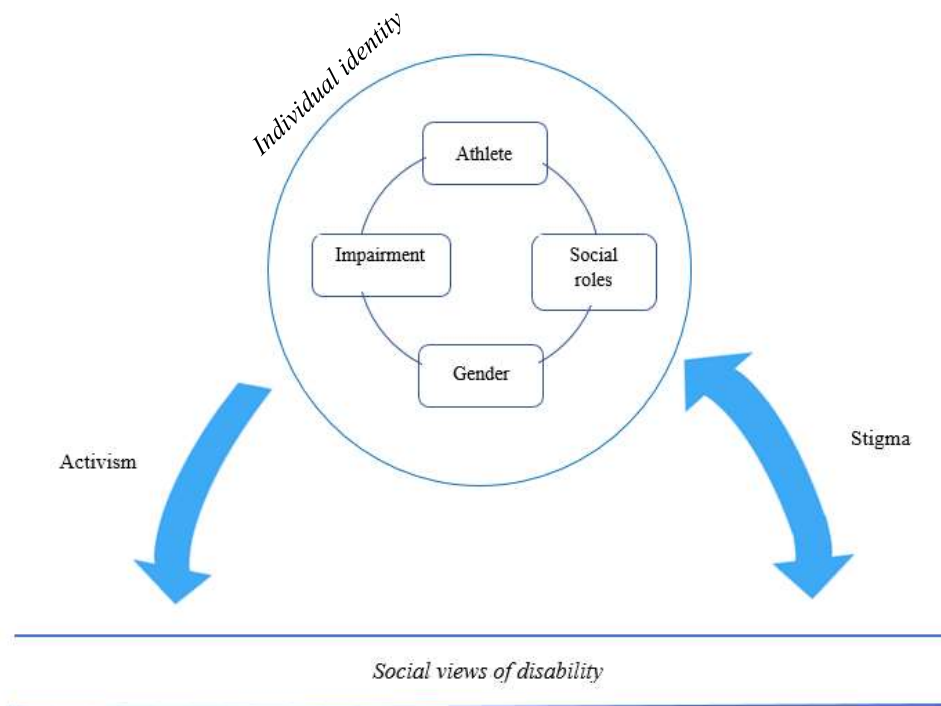 Individual identity
Athlete
Impairment
Social
roles
Gender
Activism
Stigma
Social views of disability